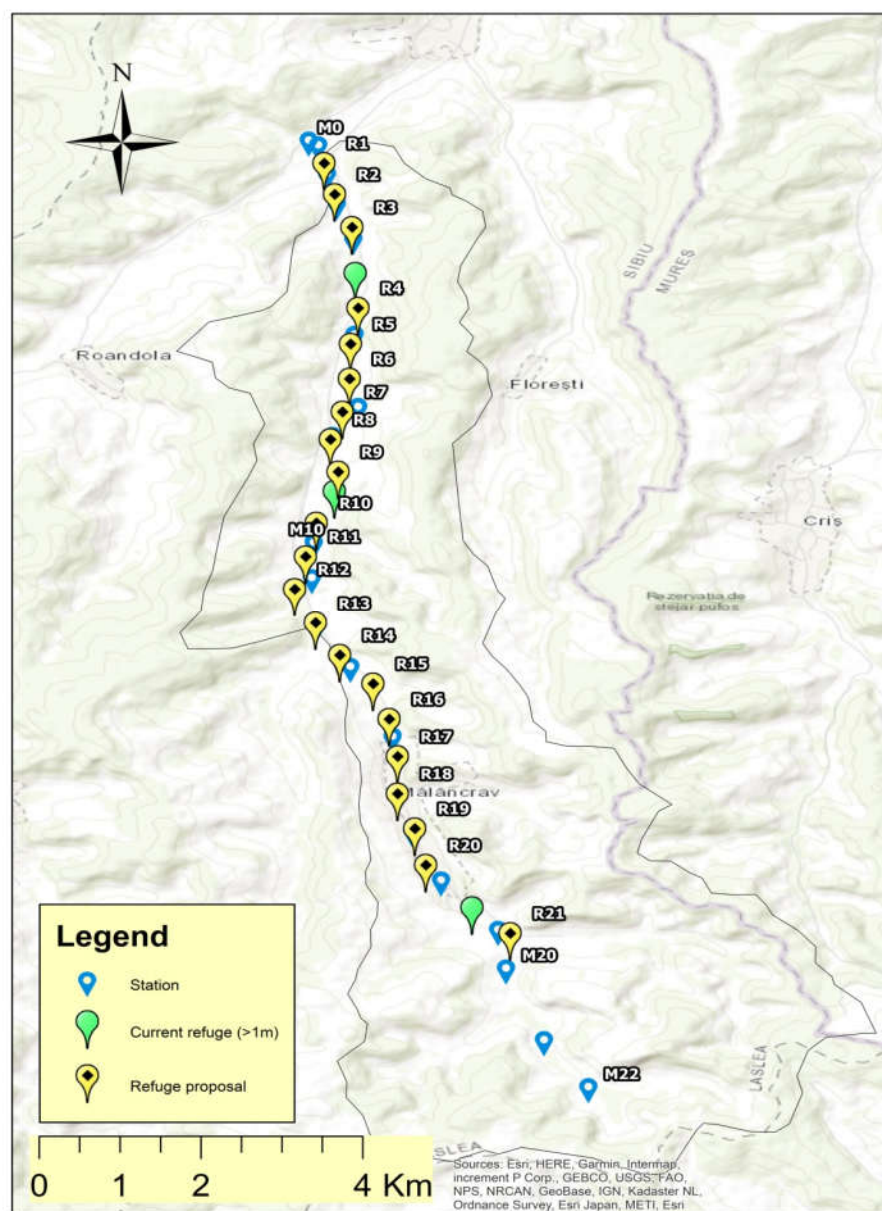 N
M0
R1
R2
R3
SIBIU
MUREȘ
R4
R5
Roandola
R6
Florești
R7
R8
R9
R10
Criș
M10
R11
R12
Rezervația de
stejar pufos
R13
R14
R15
R16
R17
R18
Mălâncrav
R19
R20
R21
M20
Legend
Station
Current refuge (>1m)
Refuge proposal
M22
LASLEA
0 2 4 Km
Sources: Esri, HERE, Garmin, Intermap,
increment P Corp., GEBCO, USGS, FAO,
NPS, NRCAN, GeoBase, IGN, Kadaster NL,
Ordnance Survey, Esri Japan, METI, Esri